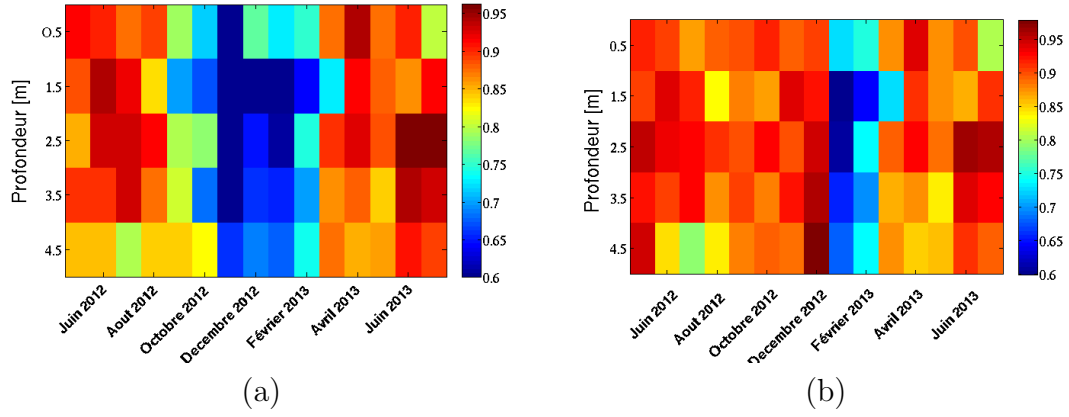 Profondeur [m]
0.5
1.5
2.5
3.5
4.5
Juin 2012
Aout 2012
Octobre 2012
Decembre 2012
Février 2013
Avril 2013
Juin 2013
0.95
0.9
0.85
0.8
0.75
0.7
0.65
0.6
(a)
Profondeur [m]
0.5
1.5
2.5
3.5
4.5
Juin 2012
Aout 2012
Octobre 2012
Decembre 2012
Février 2013
Avril 2013
Juin 2013
0.95
0.9
0.85
0.8
0.75
0.7
0.65
0.6
(b)